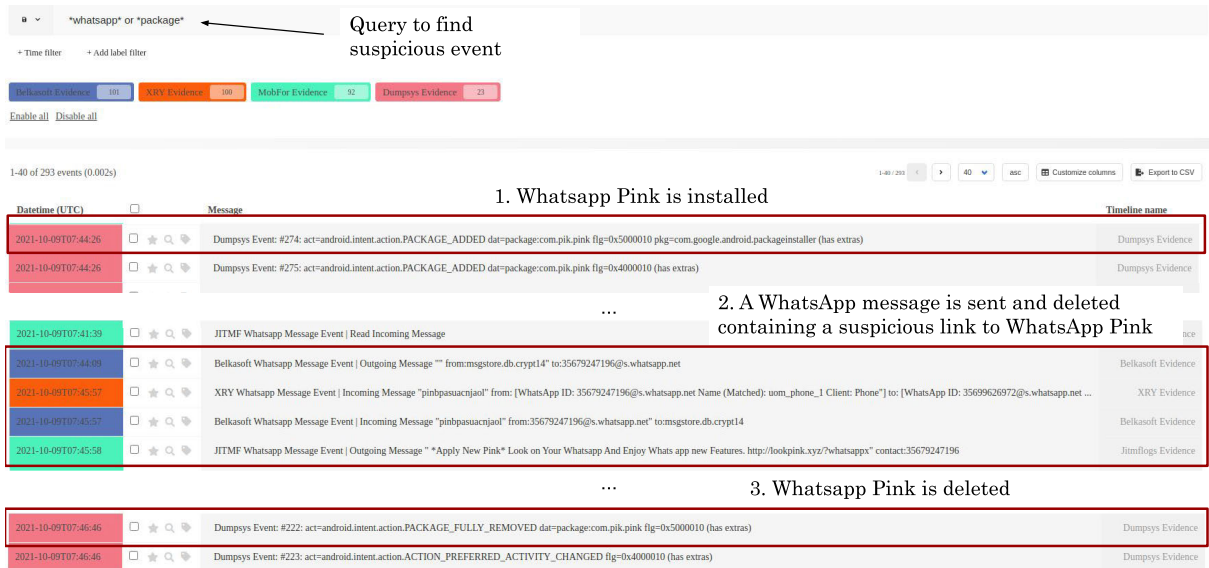 *whatsapp* or *package*
Query to find
suspicious event
+ Time filter + Add label filter
Belkasoft Evidence 101 XRY Evidence 100 MobFor Evidence 92 Dumpsys Evidence 23
Enable all Disable all
1-40 of 293 events (0.002s)
1-40 / 293 ‹ › 40 asc Customize columns Export to CSV
1. Whatsapp Pink is installed
Datetime (UTC) Message Timeline name
2021-10-09T07:44:26 Dumpsys Event: #274: act=android.intent.action.PACKAGE_ADDED dat=package:com.pik.pink flg=0x5000010 pkg=com.google.android.packageinstaller (has extras) Dumpsys Evidence
2021-10-09T07:44:26 Dumpsys Event: #275: act=android.intent.action.PACKAGE_ADDED dat=package:com.pik.pink flg=0x4000010 (has extras) Dumpsys Evidence
...
2. A WhatsApp message is sent and deleted
containing a suspicious link to WhatsApp Pink
2021-10-09T07:41:39 JITMF Whatsapp Message Event | Read Incoming Message
2021-10-09T07:44:09 Belkasoft Whatsapp Message Event | Outgoing Message "" from:msgstore.db.crypt14" to:35679247196@s.whatsapp.net Belkasoft Evidence
2021-10-09T07:45:57 XRY Whatsapp Message Event | Incoming Message "pinbpasuacnjaol" from: [WhatsApp ID: 35679247196@s.whatsapp.net Name (Matched): uom_phone_1 Client: Phone"] to: [WhatsApp ID: 35699626972@s.whatsapp.net ... XRY Evidence
2021-10-09T07:45:57 Belkasoft Whatsapp Message Event | Incoming Message "pinbpasuacnjaol" from:35679247196@s.whatsapp.net" to:msgstore.db.crypt14 Belkasoft Evidence
2021-10-09T07:45:58 JITMF Whatsapp Message Event | Outgoing Message " *Apply New Pink* Look on Your Whatsapp And Enjoy Whats app new Features. http://lookpink.xyz/?whatsappx" contact:35679247196 Jitmflogs Evidence
...
3. Whatsapp Pink is deleted
2021-10-09T07:46:46 Dumpsys Event: #222: act=android.intent.action.PACKAGE_FULLY_REMOVED dat=package:com.pik.pink flg=0x5000010 (has extras) Dumpsys Evidence
2021-10-09T07:46:46 Dumpsys Event: #223: act=android.intent.action.ACTION_PREFERRED_ACTIVITY_CHANGED flg=0x4000010 (has extras) Dumpsys Evidence